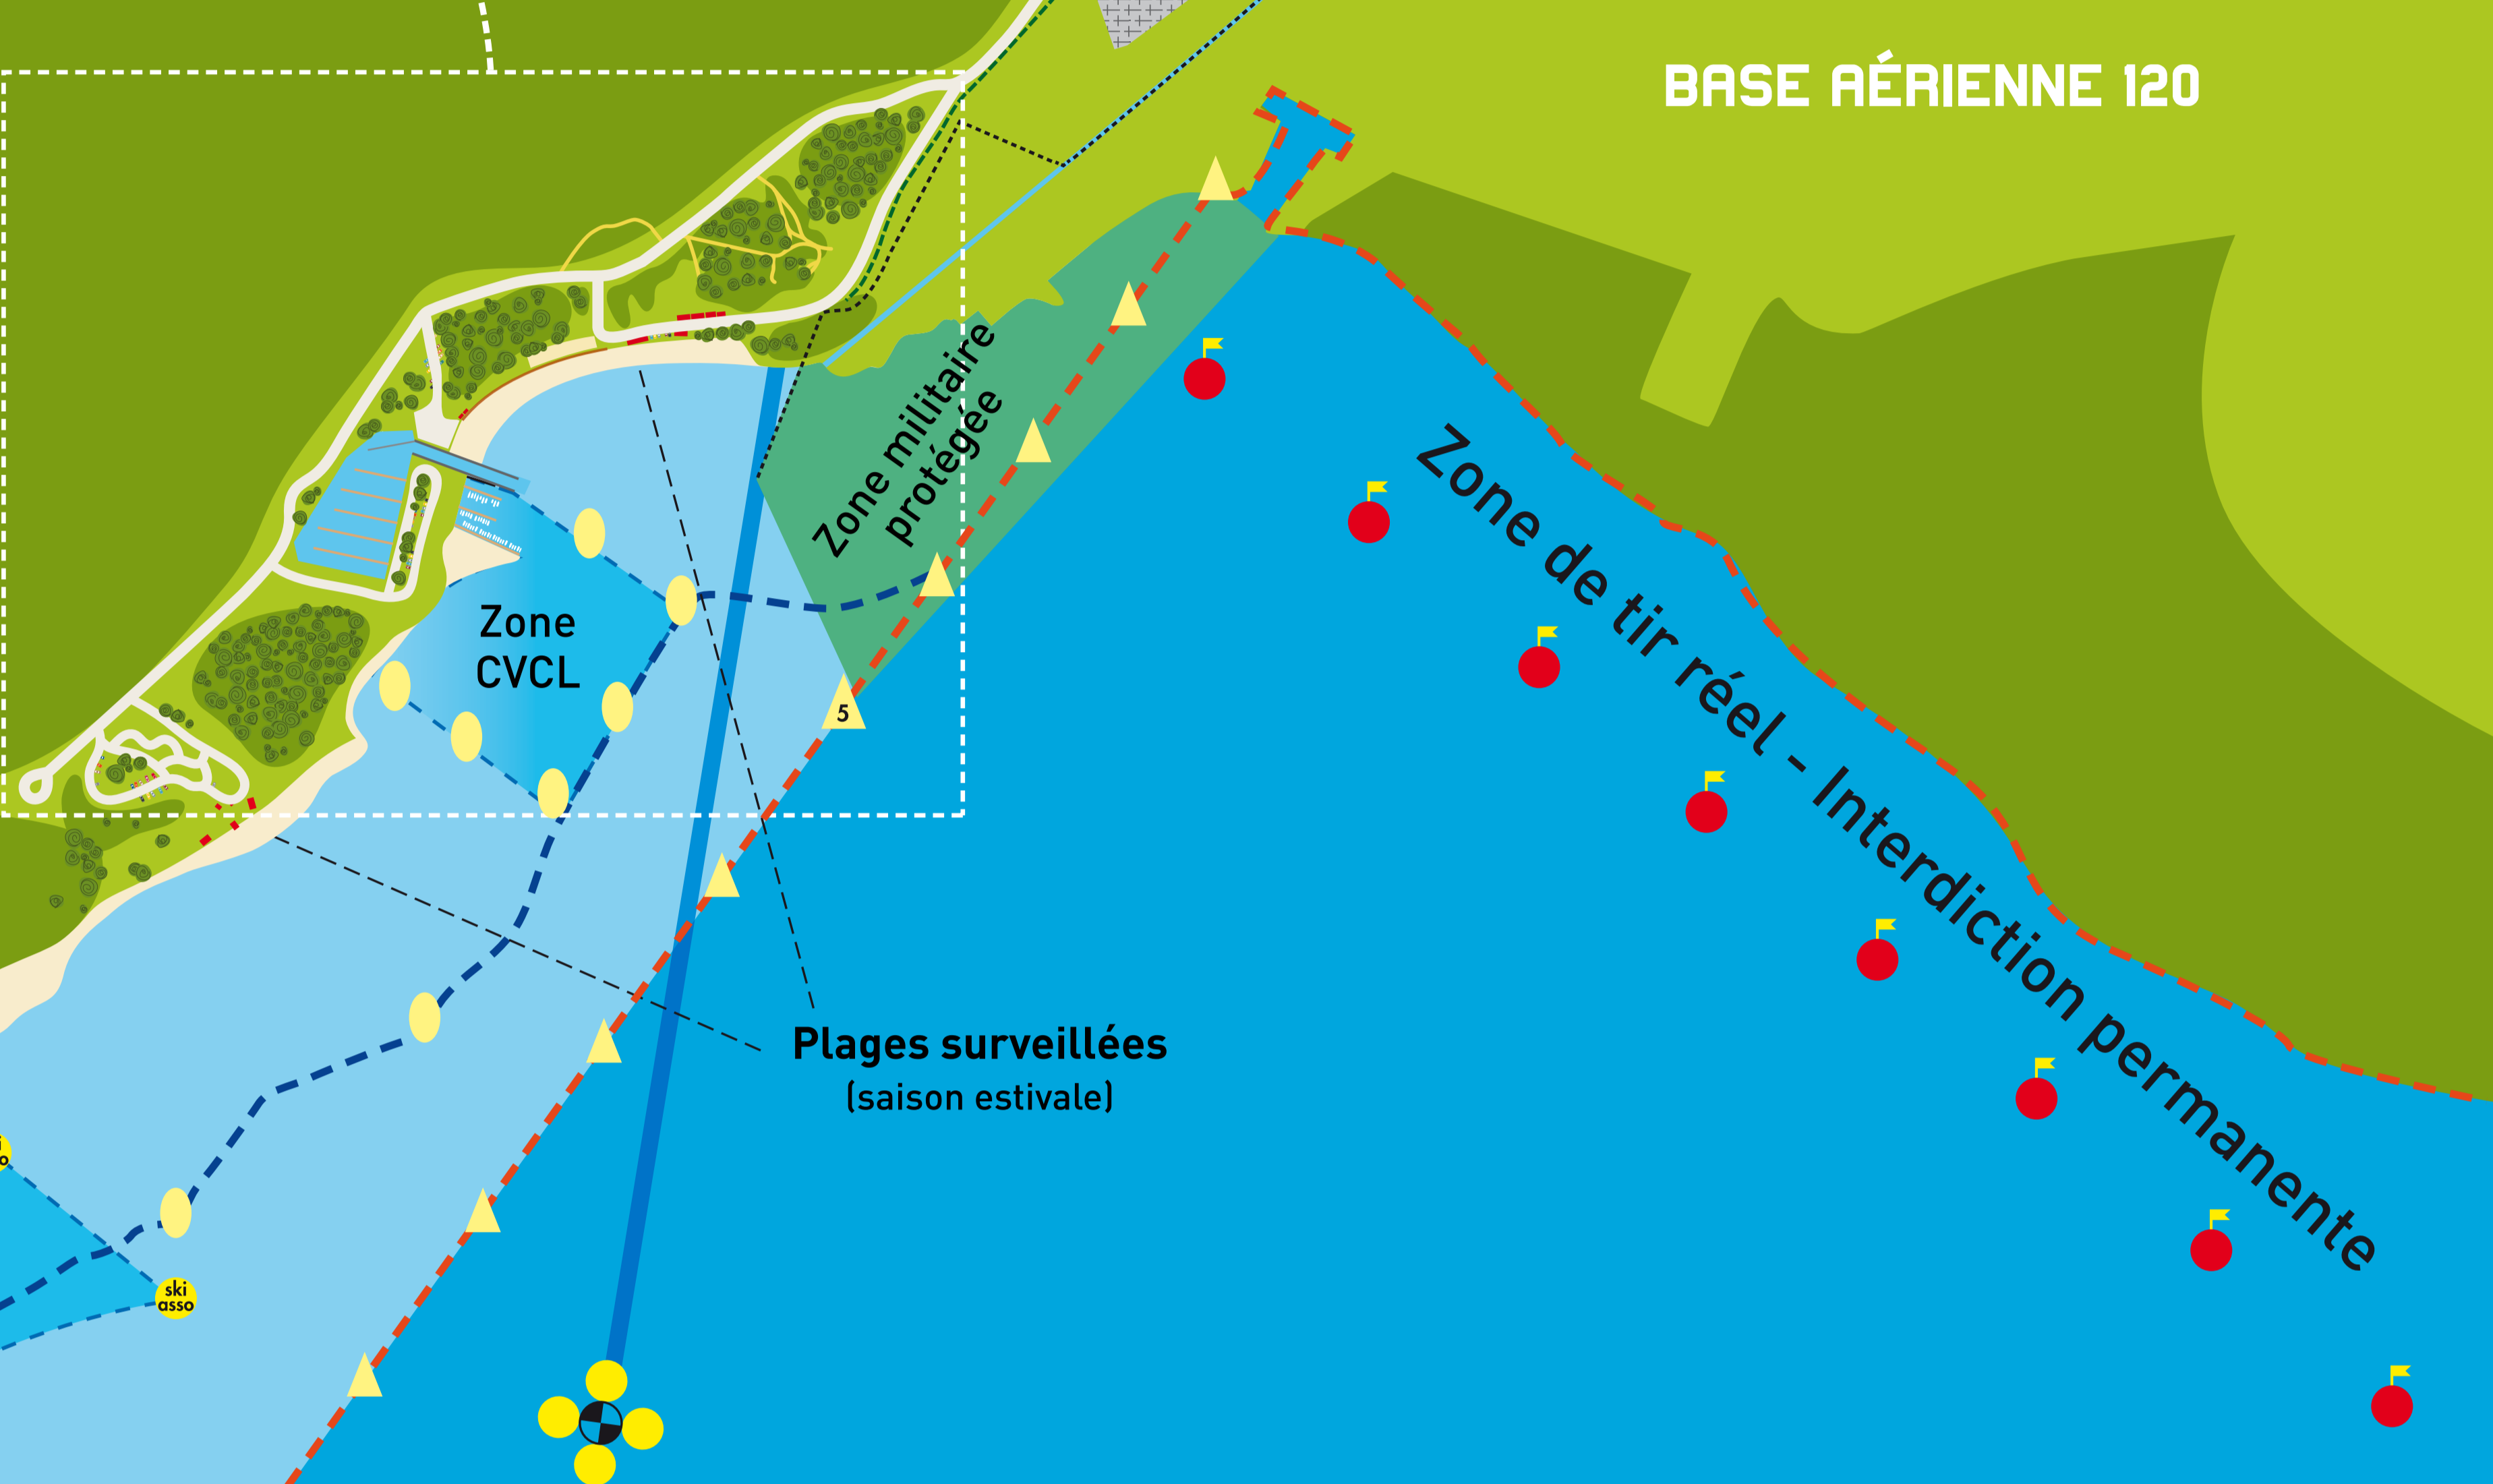 BASE AÉRIENNE 120
Zone militaire
protégée
Zone de tir réel - Interdiction permanente
Zone
CVCL
5
Plages surveillées
(saison estivale)
ski
asso